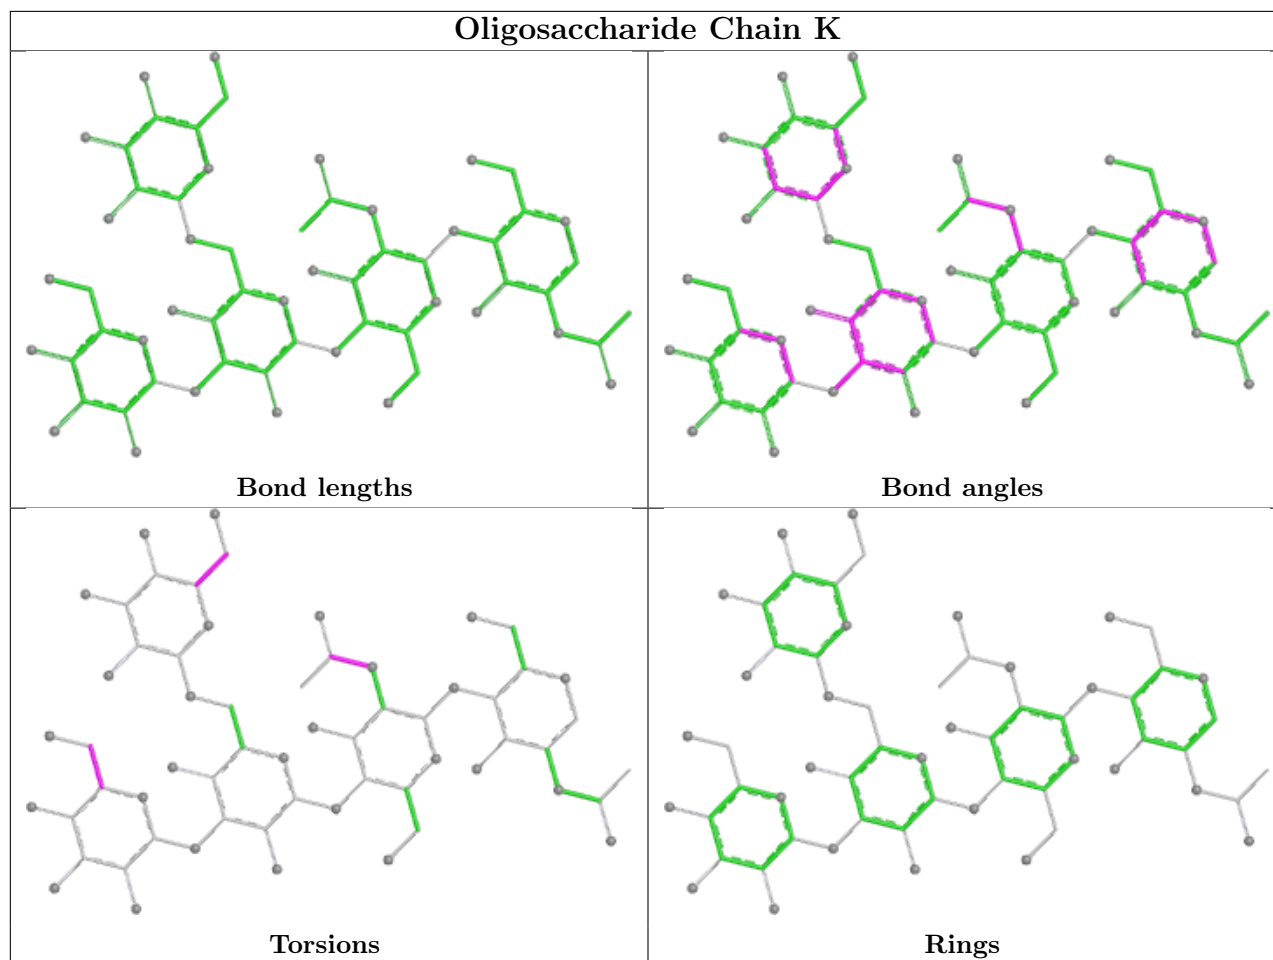 Oligosaccharide Chain K
Bond lengths
Bond angles
Torsions
Rings